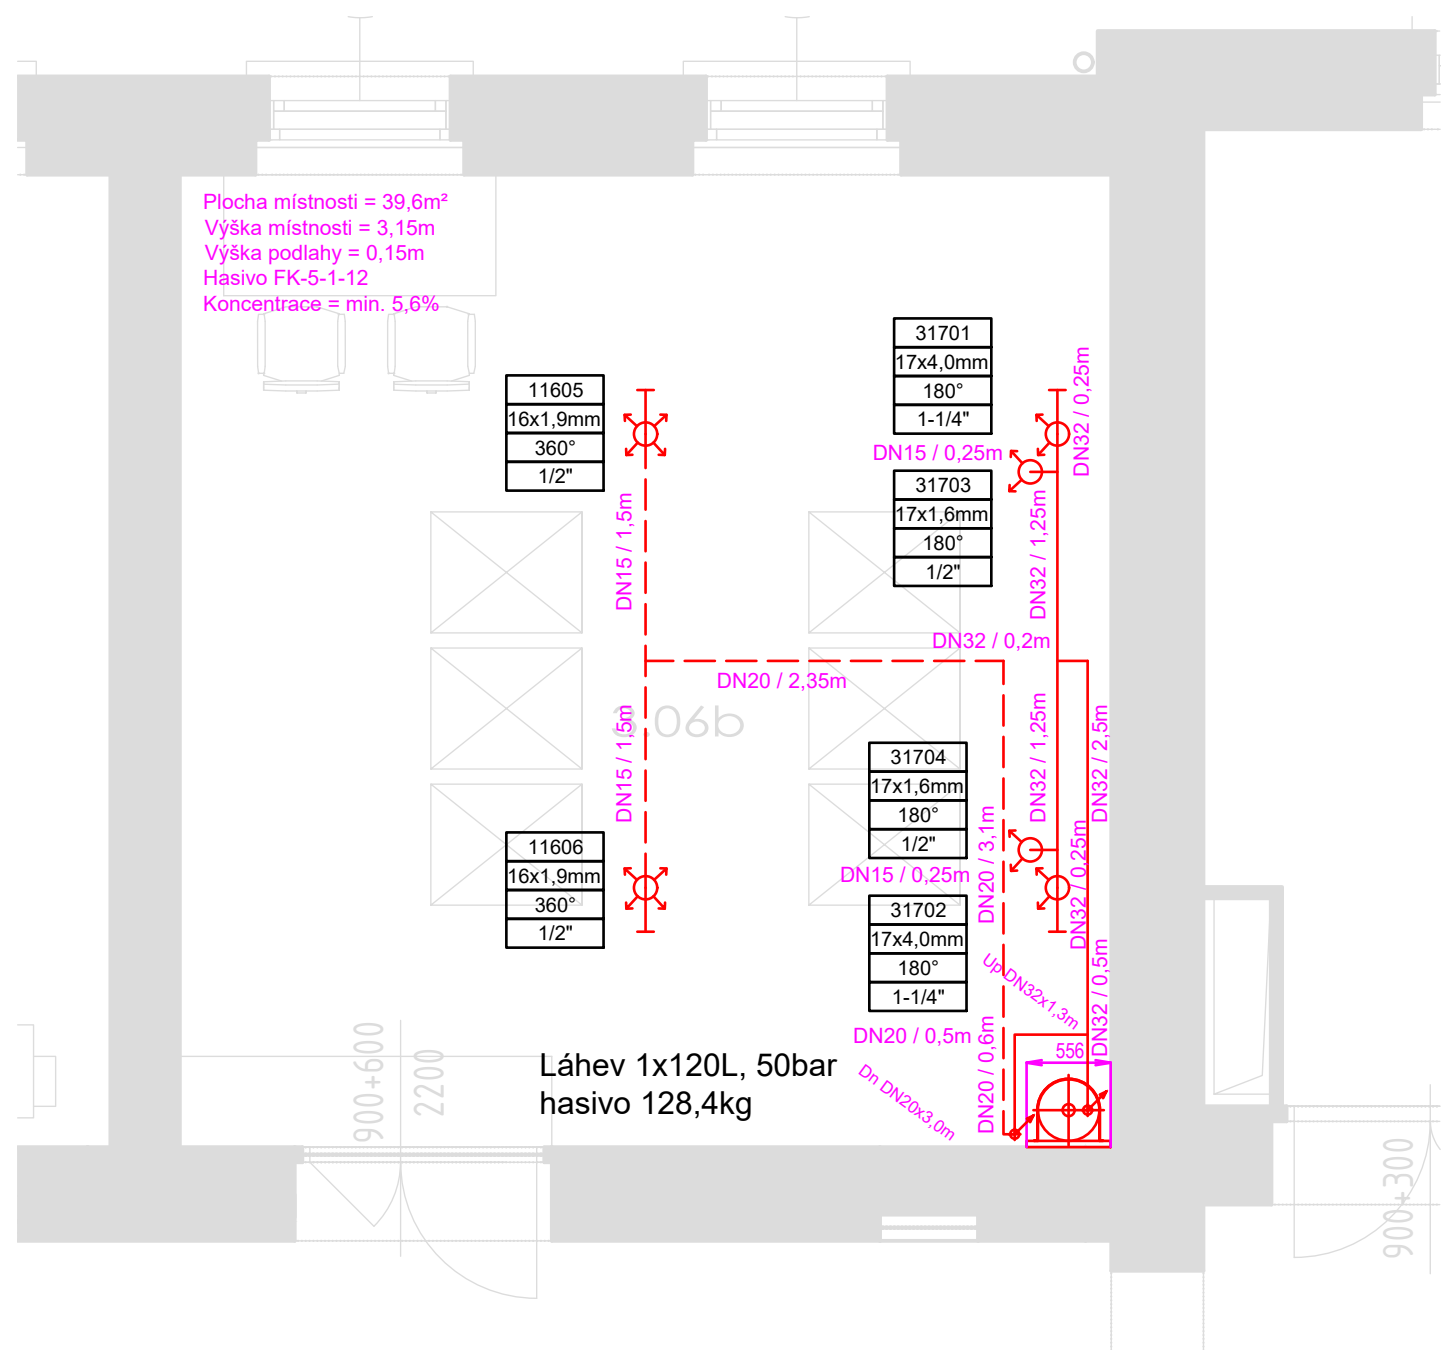 Plocha místnosti = 39,6m²
Výška místnosti = 3,15m
Výška podlahy = 0,15m
Hasivo FK-5-1-12
Koncentrace = min. 5,6%
31701
17x4,0mm
180°
1-1/4"
DN32 / 0,25m
11605
16x1,9mm
360°
1/2"
DN15 / 0,25m
31703
17x1,6mm
180°
1/2"
DN15 / 1,5m
DN32 / 1,25m
DN32 / 0,2m
DN20 / 2,35m
3.06b
DN15 / 1,5m
DN32 / 1,25m
DN32 / 2,5m
31704
17x1,6mm
180°
1/2"
DN20 / 3,1m
DN15 / 0,25m
DN32 / 0,25m
11606
16x1,9mm
360°
1/2"
31702
17x4,0mm
180°
1-1/4"
Up DN32x1,3m
DN32 / 0,5m
DN20 / 0,5m
DN20 / 0,6m
556
Dn DN20x3,0m
Láhev 1x120L, 50bar
hasivo 128,4kg
900+600
2200
900+300